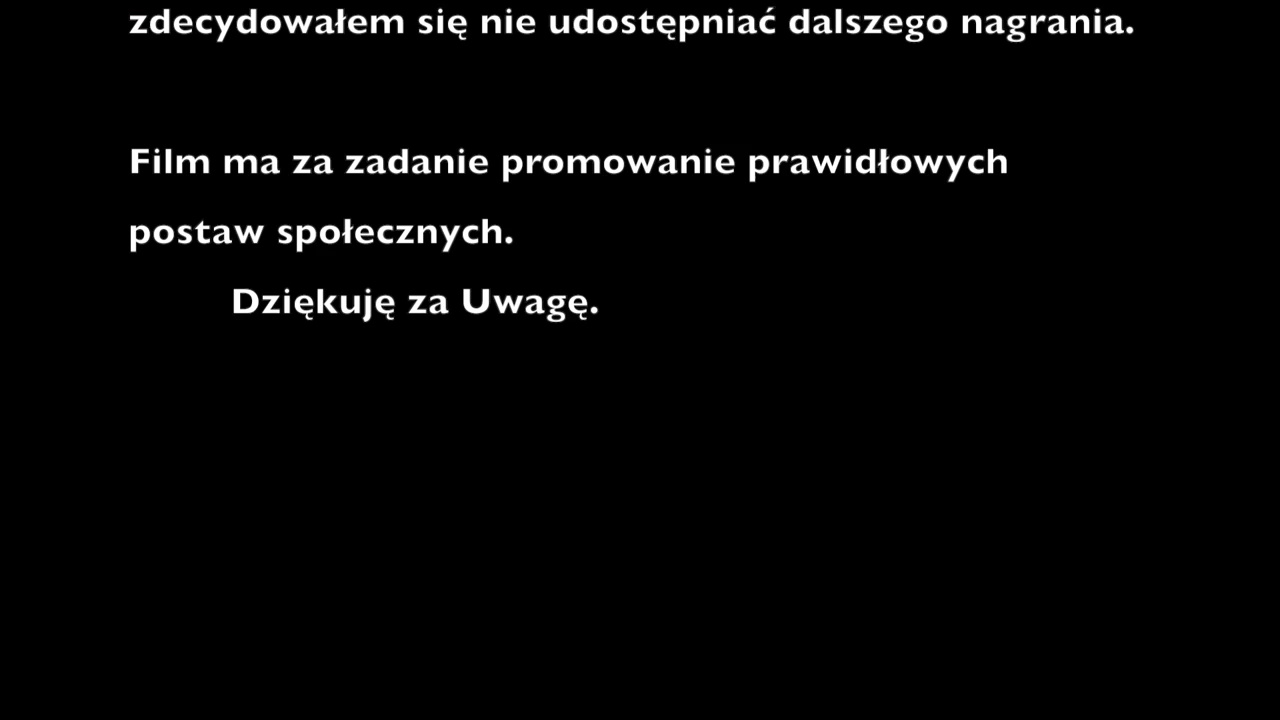 zdecydowałem się nie udostępniać dalszego nagrania.
Film ma za zadanie promowanie prawidłowych
postaw społecznych.
Dziękuję za Uwagę.